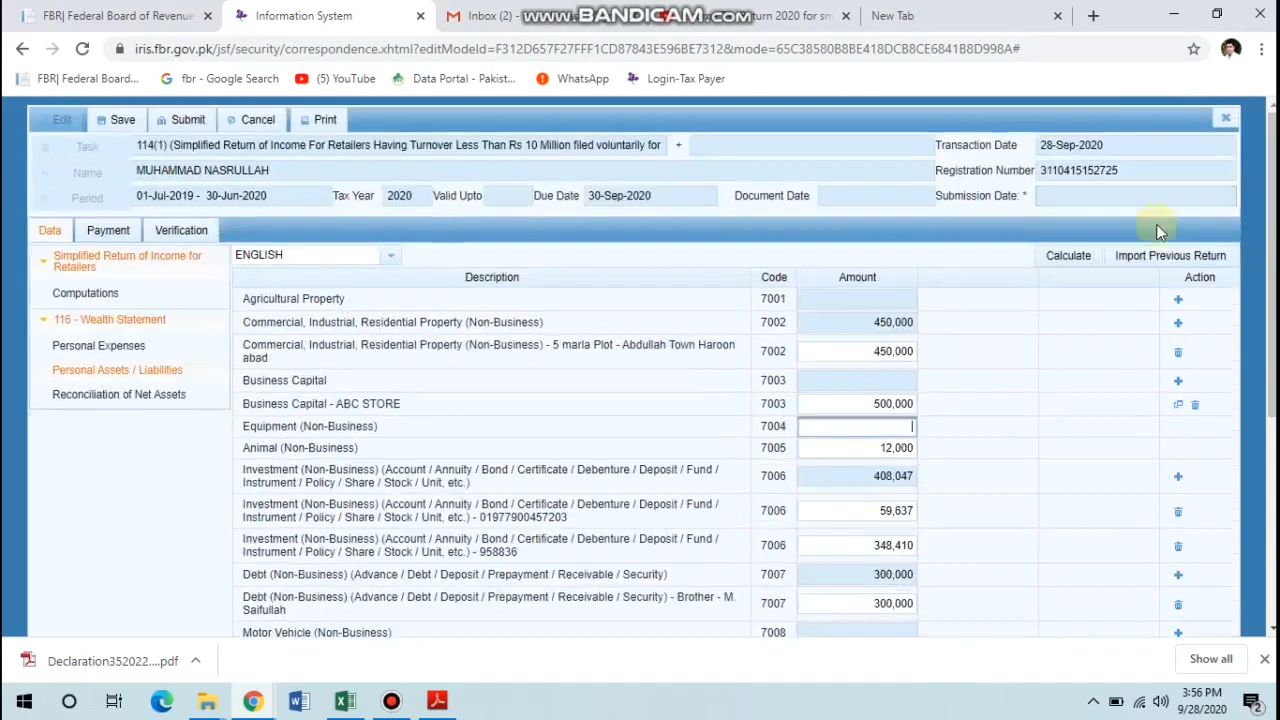 FBR| Federal Board of Revenue
Information System
Inbox (2) -
WWW.BANDICAM.COM
turn 2020 for sm
New Tab
iris.fbr.gov.pk/jsf/security/correspondence.xhtml?editModeId=F312D657F27FFF1CD87843E596BE7312&mode=65C38580B8BE418DCB8CE6841B8D998A#
FBR| Federal Board...
fbr - Google Search
(5) YouTube
Data Portal - Pakist...
WhatsApp
Login-Tax Payer
Edit
Save
Submit
Cancel
Print
Task
114(1) (Simplified Return of Income For Retailers Having Turnover Less Than Rs 10 Million filed voluntarily for
+
Transaction Date
28-Sep-2020
Name
MUHAMMAD NASRULLAH
Registration Number
3110415152725
Period
01-Jul-2019 - 30-Jun-2020
Tax Year
2020
Valid Upto
Due Date
30-Sep-2020
Document Date
Submission Date: *
Data
Payment
Verification
Simplified Return of Income for
Retailers
Computations
116 - Wealth Statement
Personal Expenses
Personal Assets / Liabilities
Reconciliation of Net Assets
ENGLISH
Calculate
Import Previous Return
Description
Code
Amount
Action
Agricultural Property
7001
Commercial, Industrial, Residential Property (Non-Business)
7002
450,000
Commercial, Industrial, Residential Property (Non-Business) - 5 marla Plot - Abdullah Town Haroon
abad
7002
450,000
Business Capital
7003
Business Capital - ABC STORE
7003
500,000
Equipment (Non-Business)
7004
Animal (Non-Business)
7005
12,000
Investment (Non-Business) (Account / Annuity / Bond / Certificate / Debenture / Deposit / Fund /
Instrument / Policy / Share / Stock / Unit, etc.)
7006
408,047
Investment (Non-Business) (Account / Annuity / Bond / Certificate / Debenture / Deposit / Fund /
Instrument / Policy / Share / Stock / Unit, etc.) - 01977900457203
7006
59,637
Investment (Non-Business) (Account / Annuity / Bond / Certificate / Debenture / Deposit / Fund /
Instrument / Policy / Share / Stock / Unit, etc.) - 958836
7006
348,410
Debt (Non-Business) (Advance / Debt / Deposit / Prepayment / Receivable / Security)
7007
300,000
Debt (Non-Business) (Advance / Debt / Deposit / Prepayment / Receivable / Security) - Brother - M.
Saifullah
7007
300,000
Motor Vehicle (Non-Business)
7008
Declaration352022....pdf
Show all
3:56 PM
9/28/2020
2